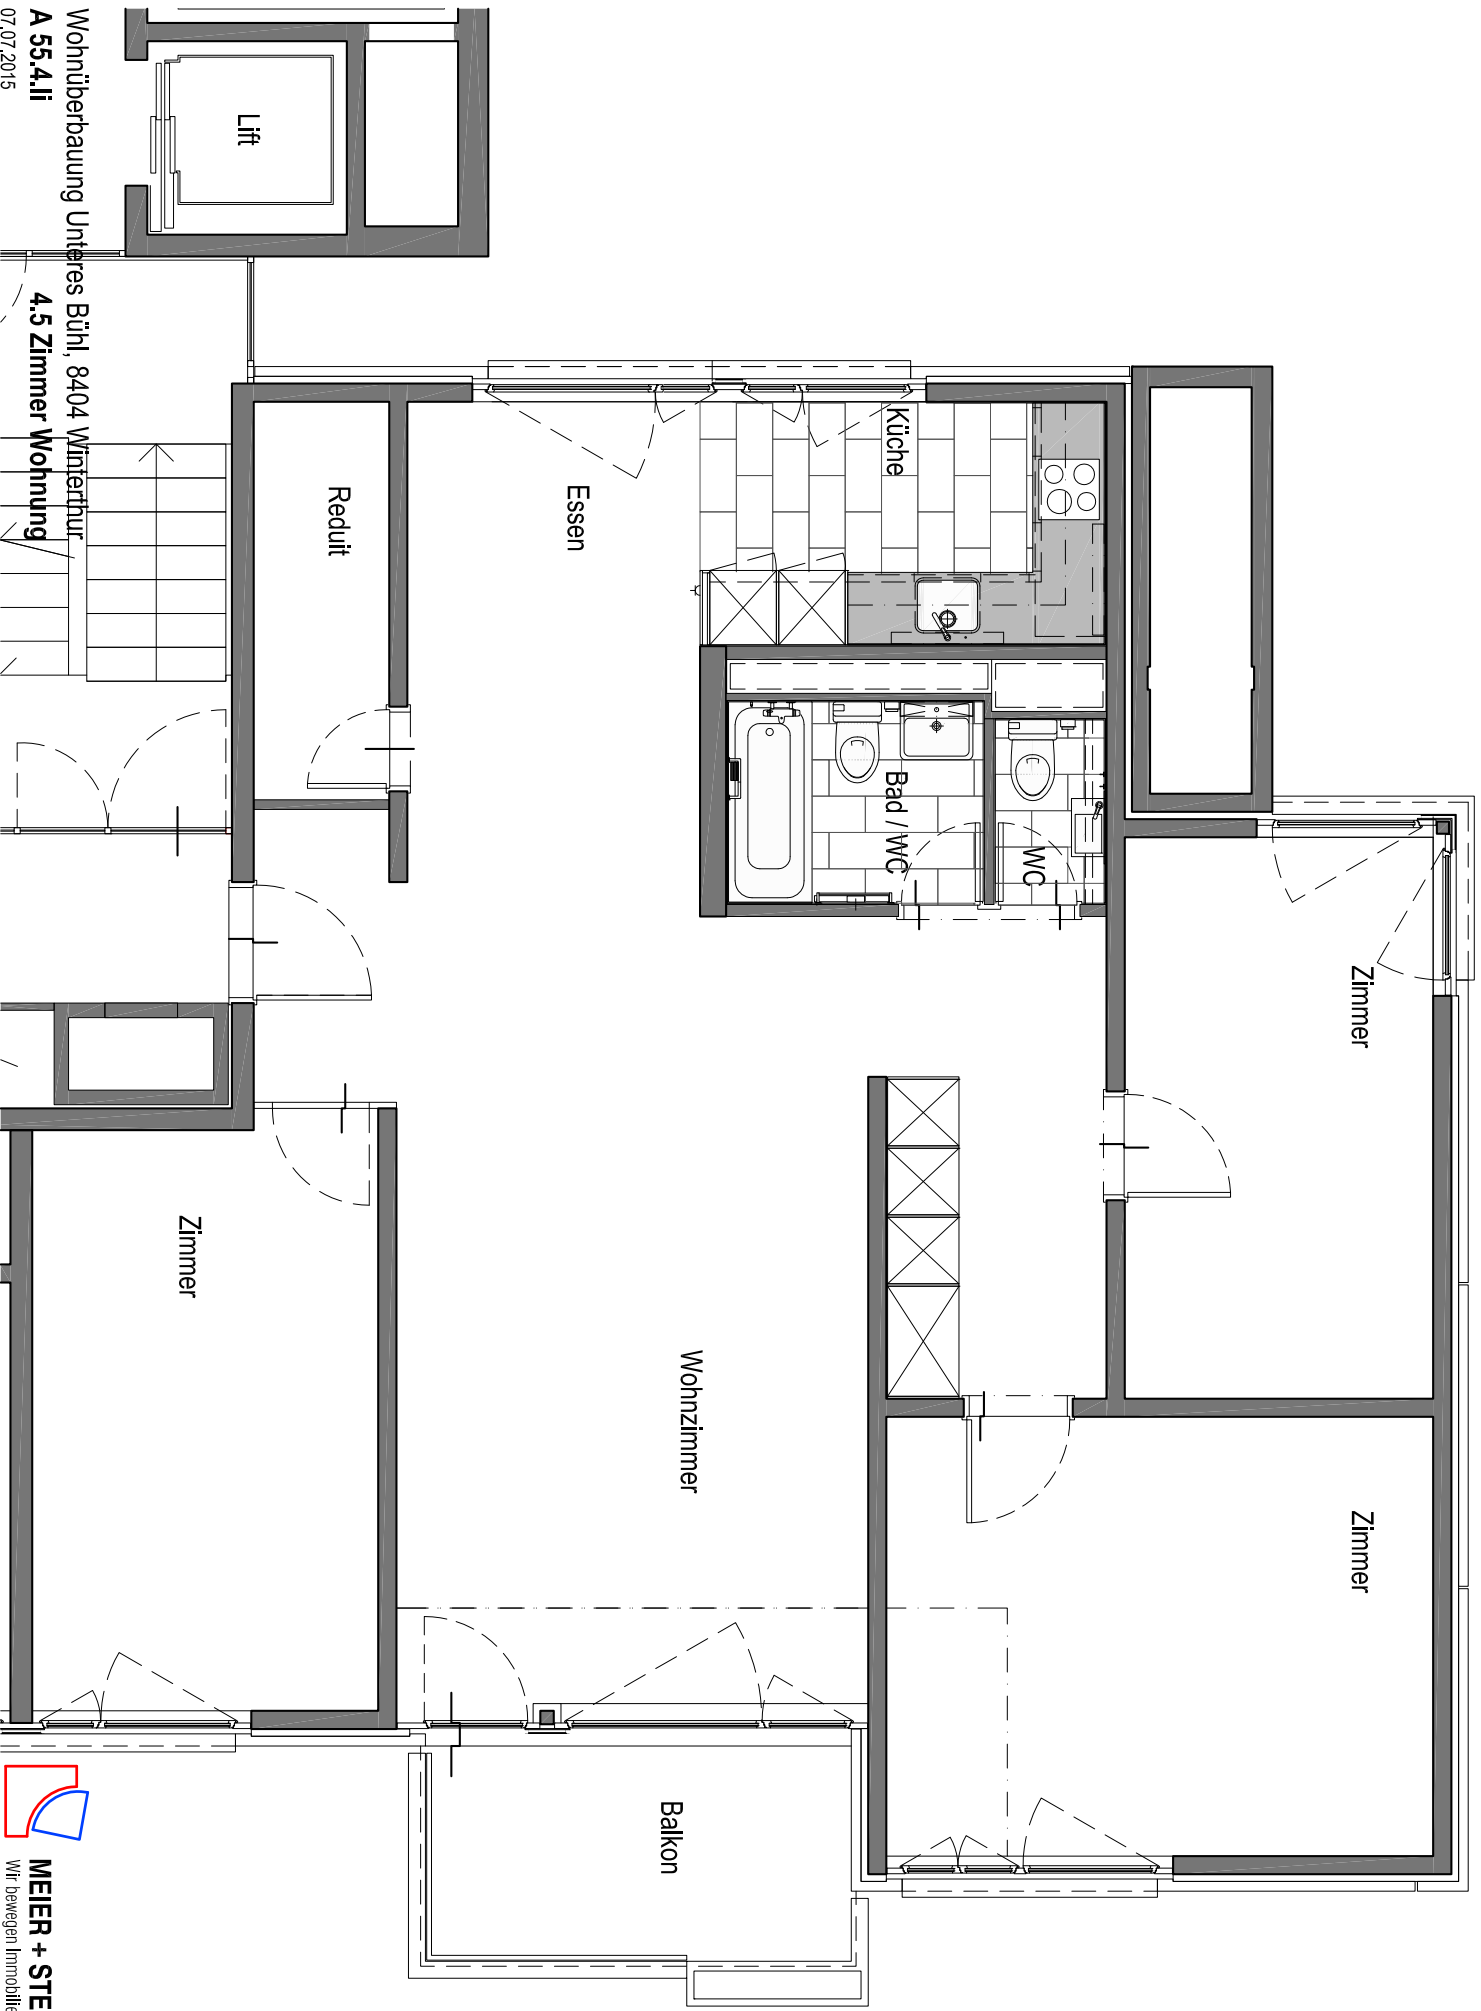 Wohnüberbauung Unteres Bühl, 8404 Winterthur
A 55.4.li 4.5 Zimmer Wohnung
07.07.2015
Lift
Reduit
Essen
Küche
Bad / WC
WC
Zimmer
Zimmer
Zimmer
Wohnzimmer
Balkon
MEIER + STE
Wir bewegen Immobilie